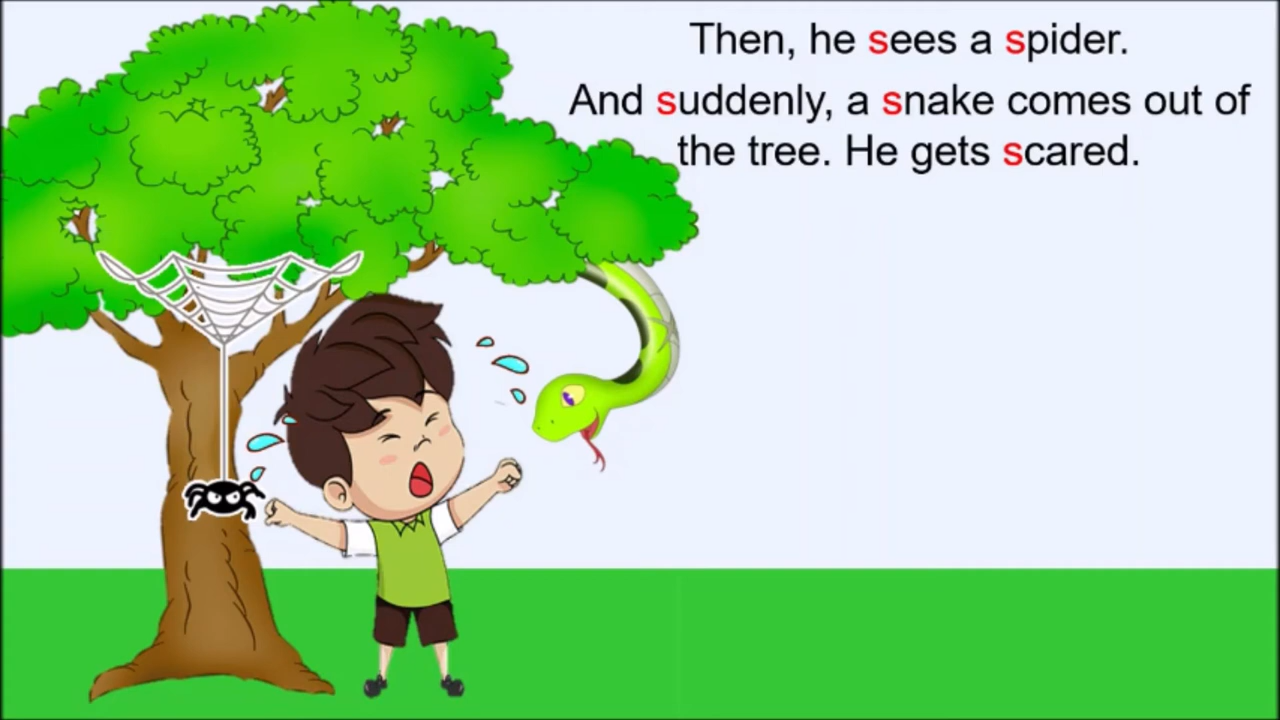 Then, he sees a spider.
And suddenly, a snake comes out of
the tree. He gets scared.